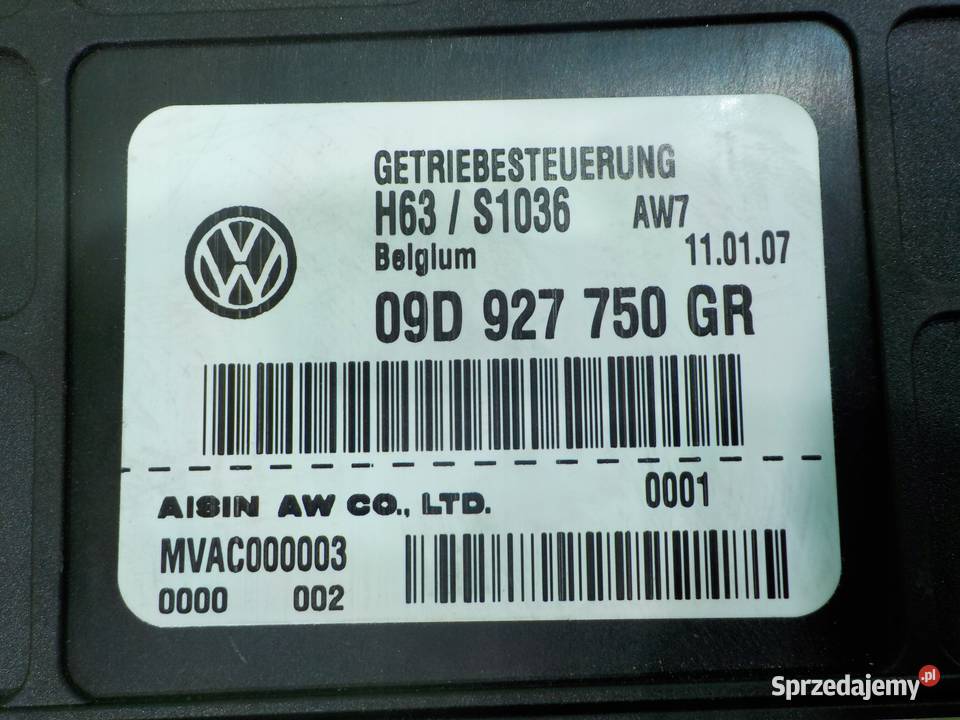 GETRIEBESTEUERUNG
H63 / S1036 AW7
Belgium 11.01.07
09D 927 750 GR
AISIN AW CO., LTD. 0001
MVAC000003
0000 002
Sprzedajemy.pl